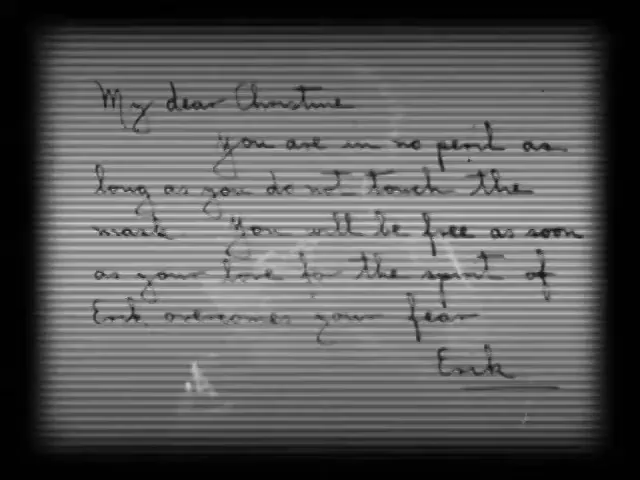 My dear Christine
You are in no peril as
long as you do not touch the
mask. You will be free as soon
as your love for the spirit of
Erik overcomes your fear
Erik